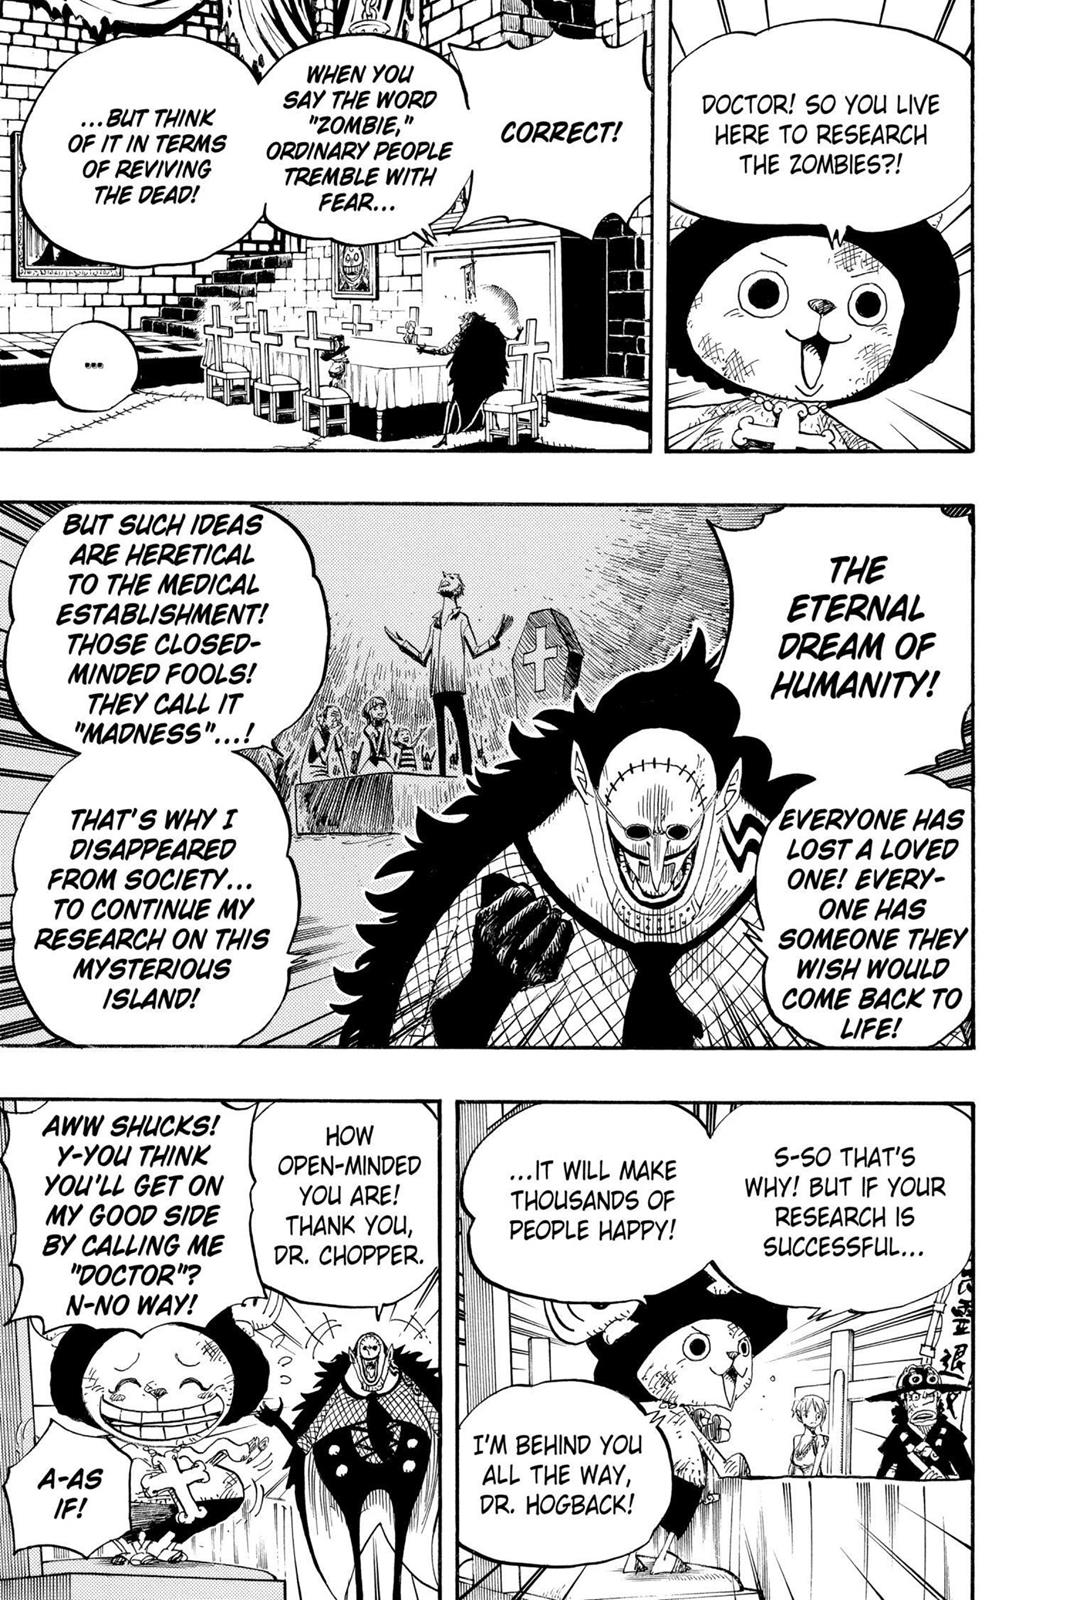 DOCTOR! SO YOU LIVE
HERE TO RESEARCH
THE ZOMBIES?!
CORRECT!
WHEN YOU
SAY THE WORD
"ZOMBIE,"
ORDINARY PEOPLE
TREMBLE WITH
FEAR...
...BUT THINK
OF IT IN TERMS
OF REVIVING
THE DEAD!
...
THE
ETERNAL
DREAM OF
HUMANITY!
EVERYONE HAS
LOST A LOVED
ONE! EVERY-
ONE HAS
SOMEONE THEY
WISH WOULD
COME BACK TO
LIFE!
BUT SUCH IDEAS
ARE HERETICAL
TO THE MEDICAL
ESTABLISHMENT!
THOSE CLOSED-
MINDED FOOLS!
THEY CALL IT
"MADNESS"...!
THAT'S WHY I
DISAPPEARED
FROM SOCIETY...
TO CONTINUE MY
RESEARCH ON THIS
MYSTERIOUS
ISLAND!
S-SO THAT'S
WHY! BUT IF YOUR
RESEARCH IS
SUCCESSFUL...
...IT WILL MAKE
THOUSANDS OF
PEOPLE HAPPY!
I'M BEHIND YOU
ALL THE WAY,
DR. HOGBACK!
霊
退
HOW
OPEN-MINDED
YOU ARE!
THANK YOU,
DR. CHOPPER.
AWW SHUCKS!
Y-YOU THINK
YOU'LL GET ON
MY GOOD SIDE
BY CALLING ME
"DOCTOR"?
N-NO WAY!
A-AS
IF!